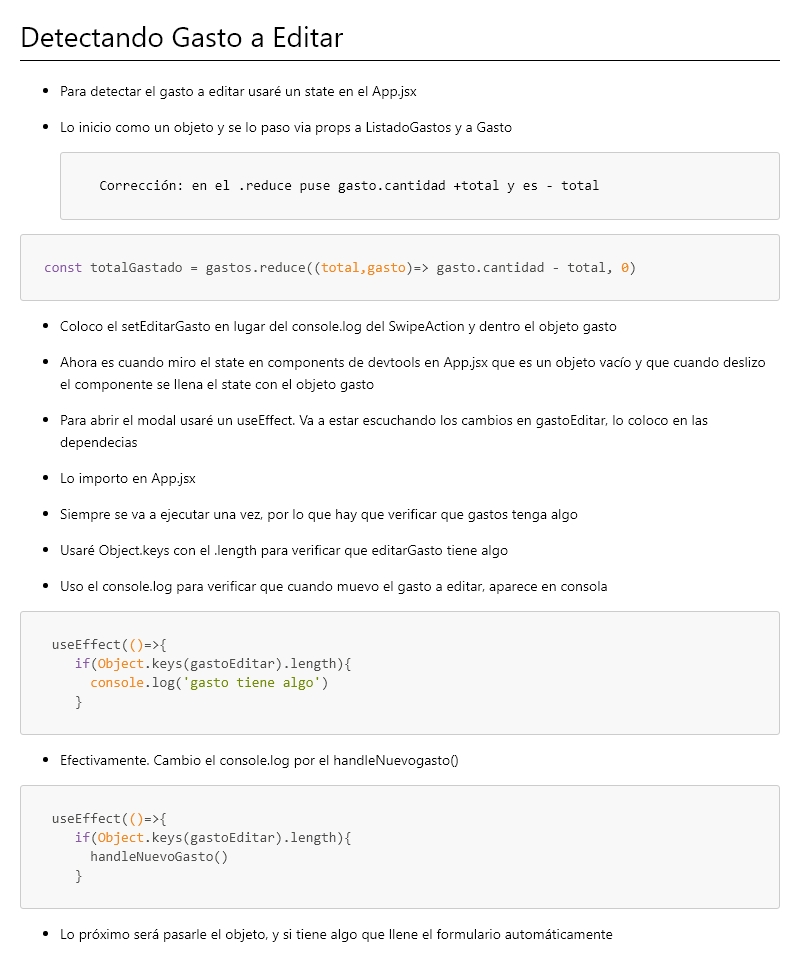 Detectando Gasto a Editar
Para detectar el gasto a editar usaré un state en el App.jsx
Lo inicio como un objeto y se lo paso via props a ListadoGastos y a Gasto
Corrección: en el .reduce puse gasto.cantidad +total y es - total
const totalGastado = gastos.reduce((total,gasto)=> gasto.cantidad - total, 0)
Coloco el setEditarGasto en lugar del console.log del SwipeAction y dentro el objeto gasto
Ahora es cuando miro el state en components de devtools en App.jsx que es un objeto vacío y que cuando deslizo
el componente se llena el state con el objeto gasto
Para abrir el modal usaré un useEffect. Va a estar escuchando los cambios en gastoEditar, lo coloco en las
dependecias
Lo importo en App.jsx
Siempre se va a ejecutar una vez, por lo que hay que verificar que gastos tenga algo
Usaré Object.keys con el .length para verificar que editarGasto tiene algo
Uso el console.log para verificar que cuando muevo el gasto a editar, aparece en consola
useEffect(()=>{
if(Object.keys(gastoEditar).length){
console.log('gasto tiene algo')
}
Efectivamente. Cambio el console.log por el handleNuevogasto()
useEffect(()=>{
if(Object.keys(gastoEditar).length){
handleNuevoGasto()
}
Lo próximo será pasarle el objeto, y si tiene algo que llene el formulario automáticamente